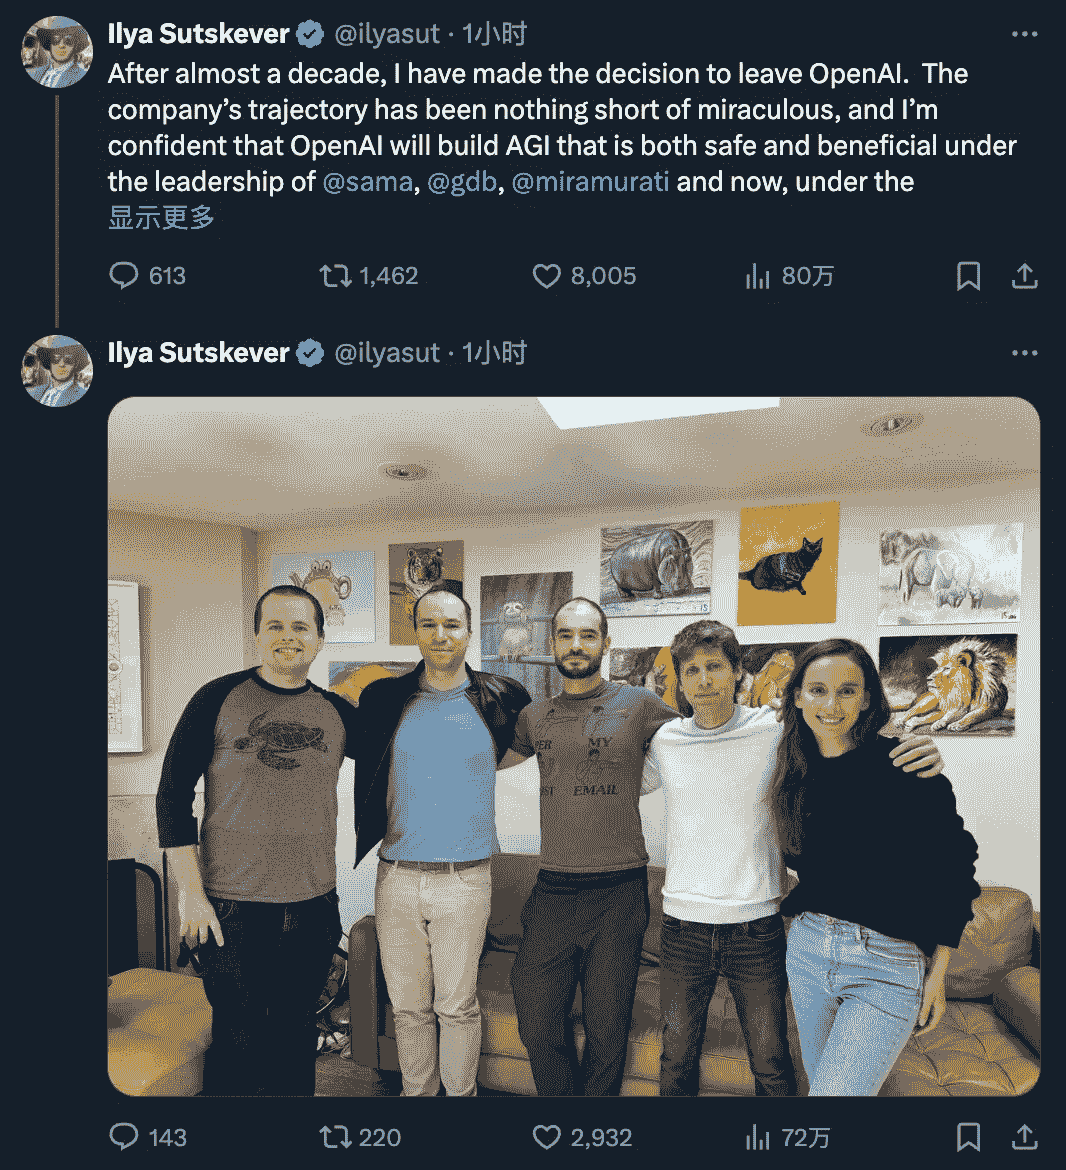 Ilya Sutskever @ilyasut · 1小时
After almost a decade, I have made the decision to leave OpenAI.  The
company’s trajectory has been nothing short of miraculous, and I’m
confident that OpenAI will build AGI that is both safe and beneficial under
the leadership of @sama, @gdb, @miramurati and now, under the
显示更多
613 1,462 8,005 80万
Ilya Sutskever @ilyasut · 1小时
MY
EMAIL
143 220 2,932 72万